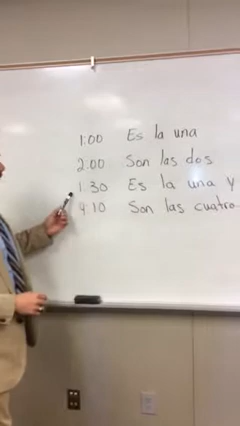 1:00 Es la una
2:00 Son las dos
1:30 Es la una y
4:10 Son las cuatro